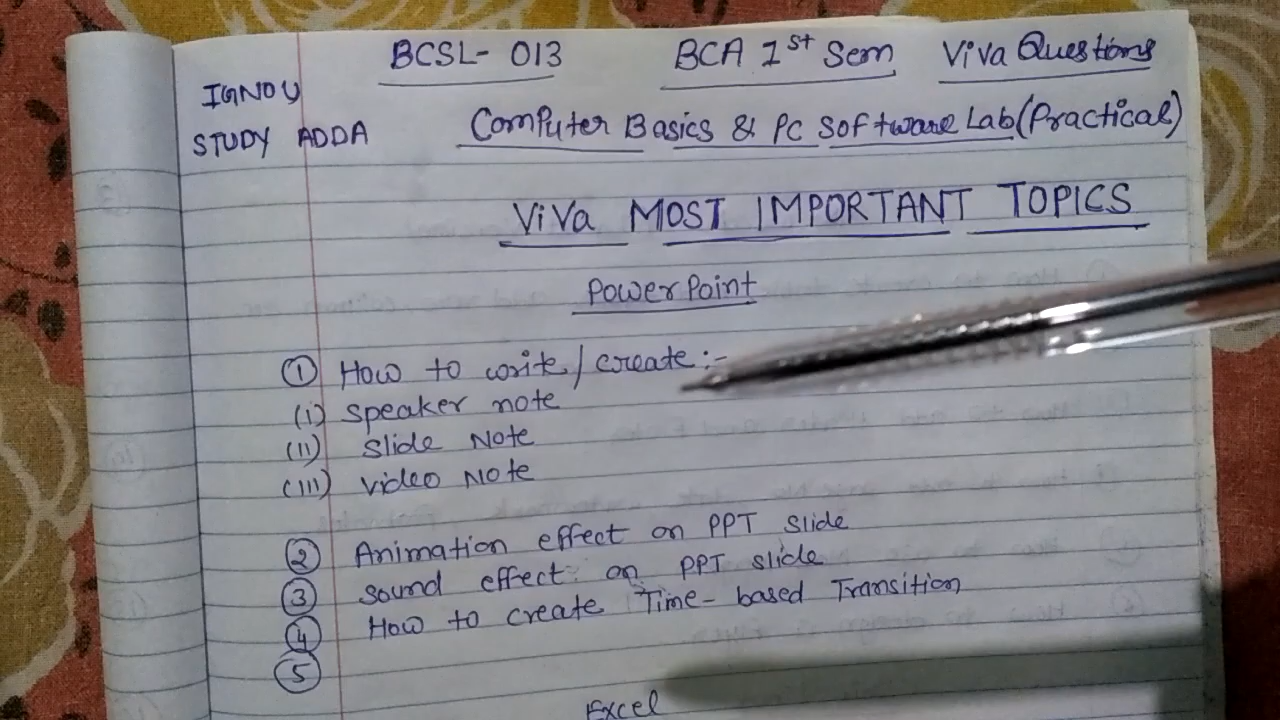 BCSL- 013 BCA 1st Sem Viva Questions
IGNOU
STUDY ADDA
Computer Basics & PC Software Lab(Practical)
Viva MOST IMPORTANT TOPICS
PowerPoint
① How to write/create:-
(i) Speaker note
(ii) Slide Note
(iii) Video Note
② Animation effect on PPT slide
③ Sound effect on PPT slide
④ How to create Time-based Transition
⑤
Excel